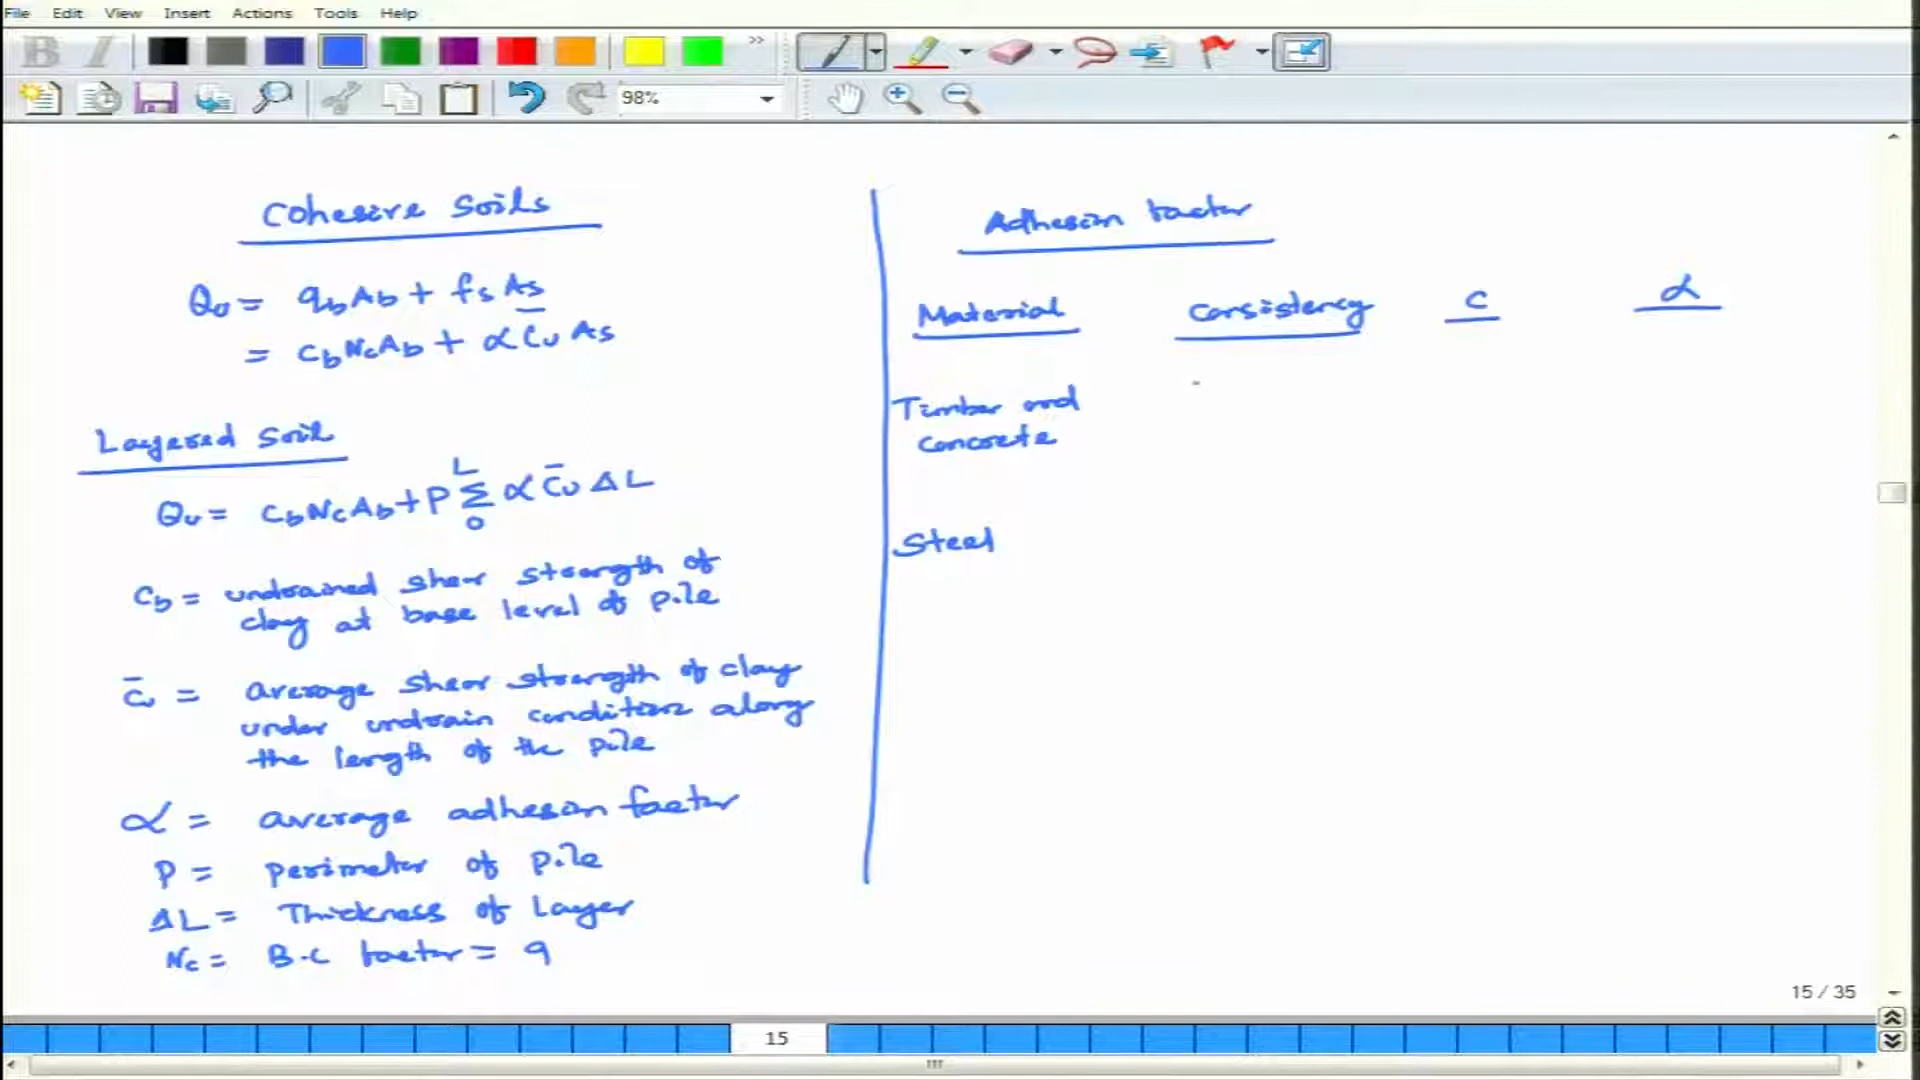 File Edit View Insert Actions Tools Help
B I
98%
Cohesive Soils
Qu = qbAb + fsAs
= cbNcAb + α c̄u As
Layered Soil
Qu = cbNcAb + P Σ α c̄u ΔL
L
0
cb = undrained shear strength of
clay at base level of pile
c̄u = average shear strength of clay
under undrain condition along
the length of the pile
α = average adhesion factor
P = perimeter of pile
ΔL = Thickness of layer
Nc = B.C factor = 9
Adhesion factor
Material Consistency c α
Timber and
concrete
Steel
15 / 35
15